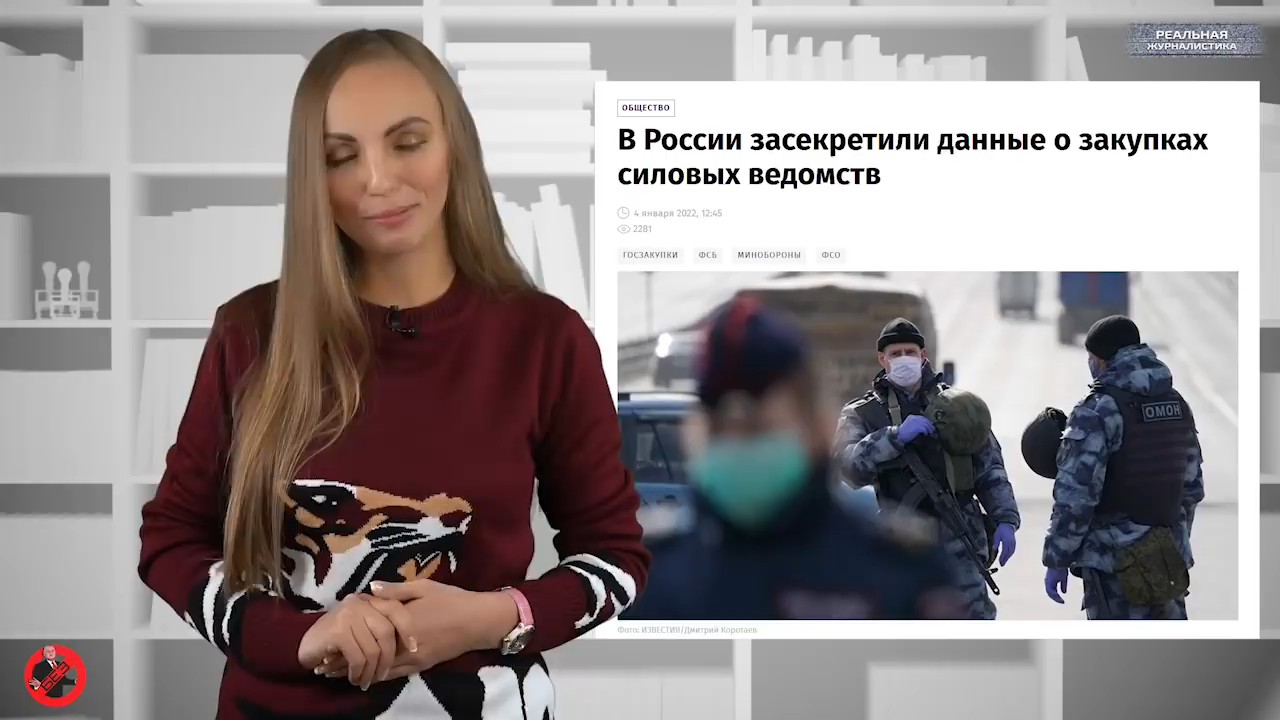 РЕАЛЬНАЯ
ЖУРНАЛИСТИКА
ОБЩЕСТВО
В России засекретили данные о закупках
силовых ведомств
4 января 2022, 12:45
2281
ГОСЗАКУПКИ ФСБ МИНОБОРОНЫ ФСО
ОМОН
Фото: ИЗВЕСТИЯ/Дмитрий Коротаев